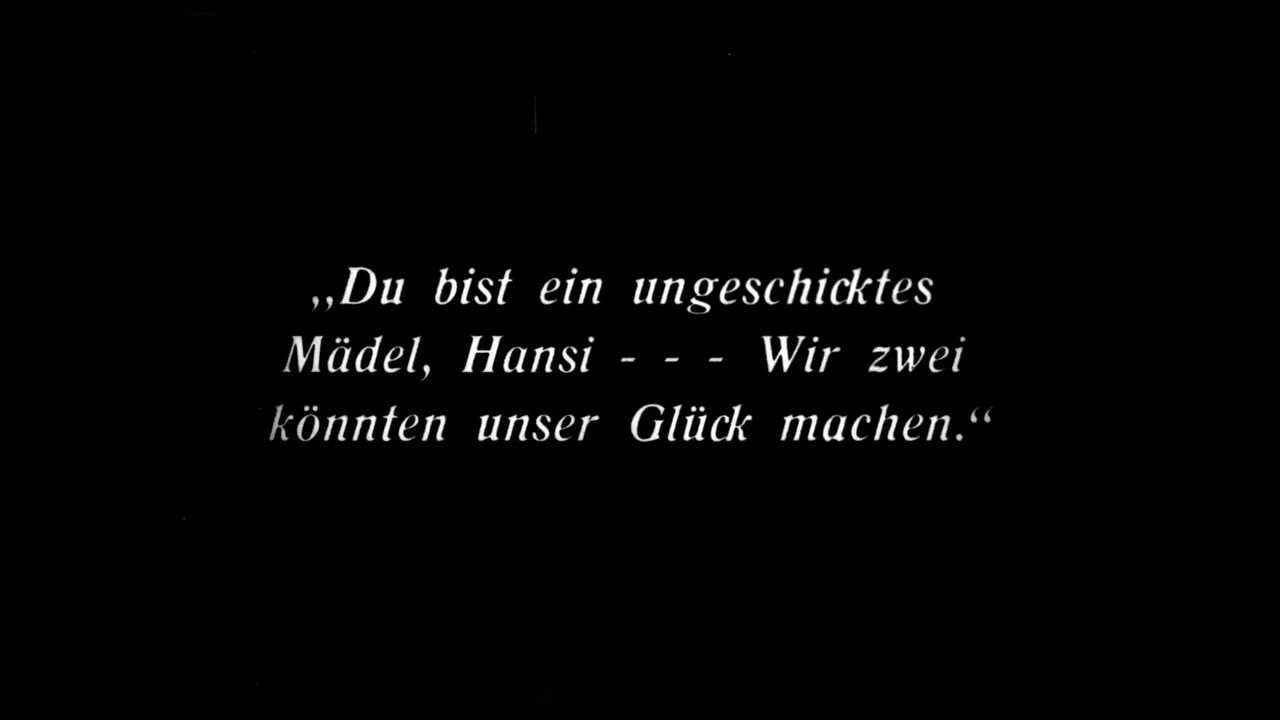 „Du bist ein ungeschicktes
Mädel, Hansi - - - Wir zwei
könnten unser Glück machen.“